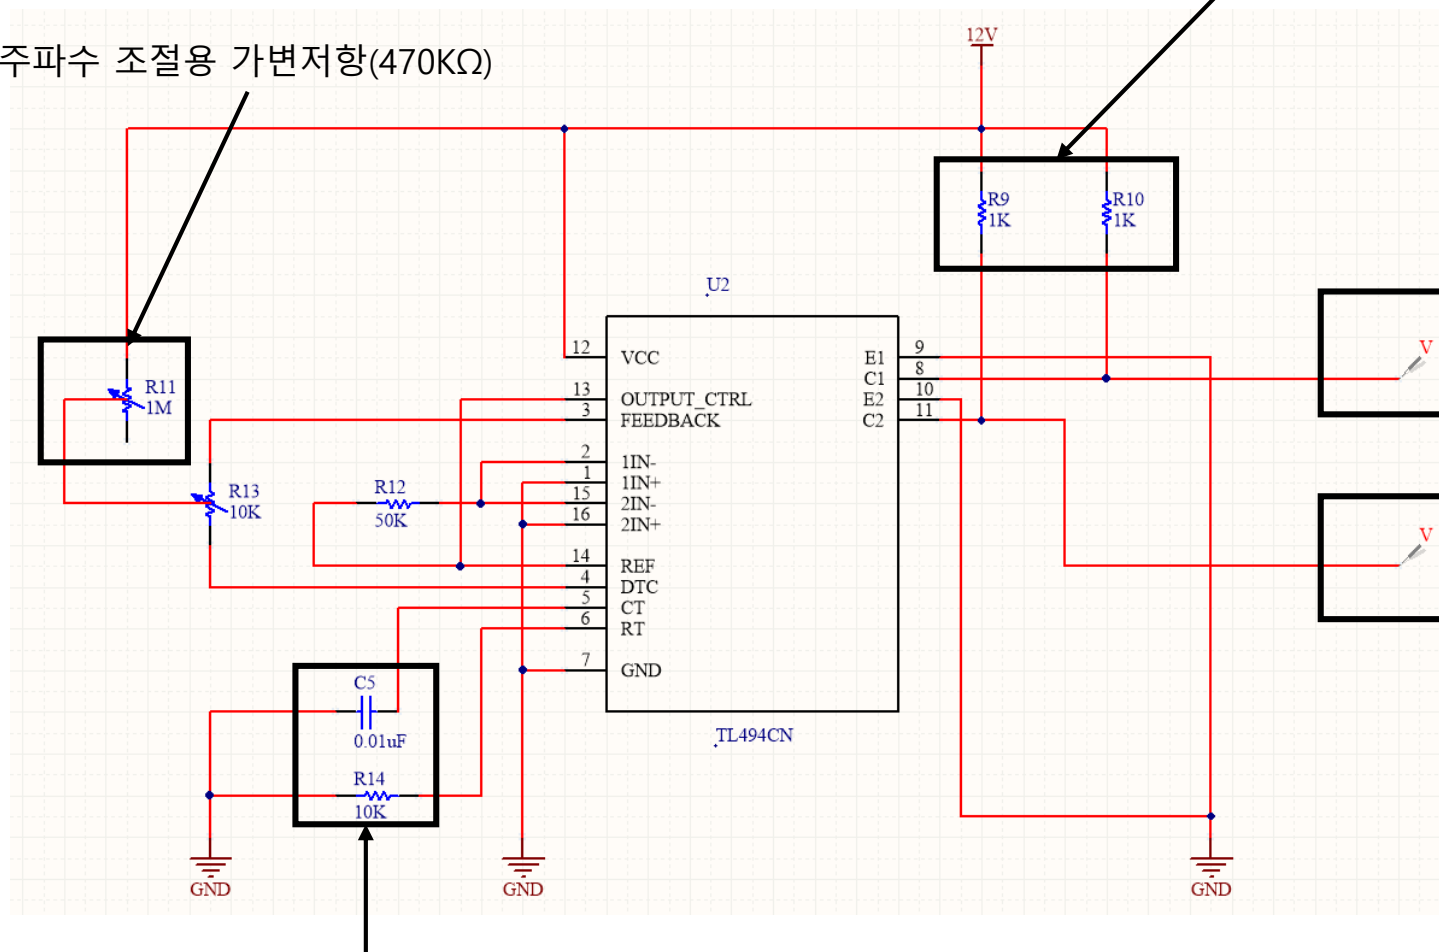 주파수 조절용 가변저항(470KΩ)
12V
R9
1K
R10
1K
U2
R11
1M
12
VCC
13
OUTPUT_CTRL
3
FEEDBACK
2
1IN-
1
1IN+
15
2IN-
16
2IN+
14
REF
4
DTC
5
CT
6
RT
7
GND
E1
9
C1
8
E2
10
C2
11
V
V
R13
10K
R12
50K
C5
0.01uF
R14
10K
TL494CN
GND
GND
GND